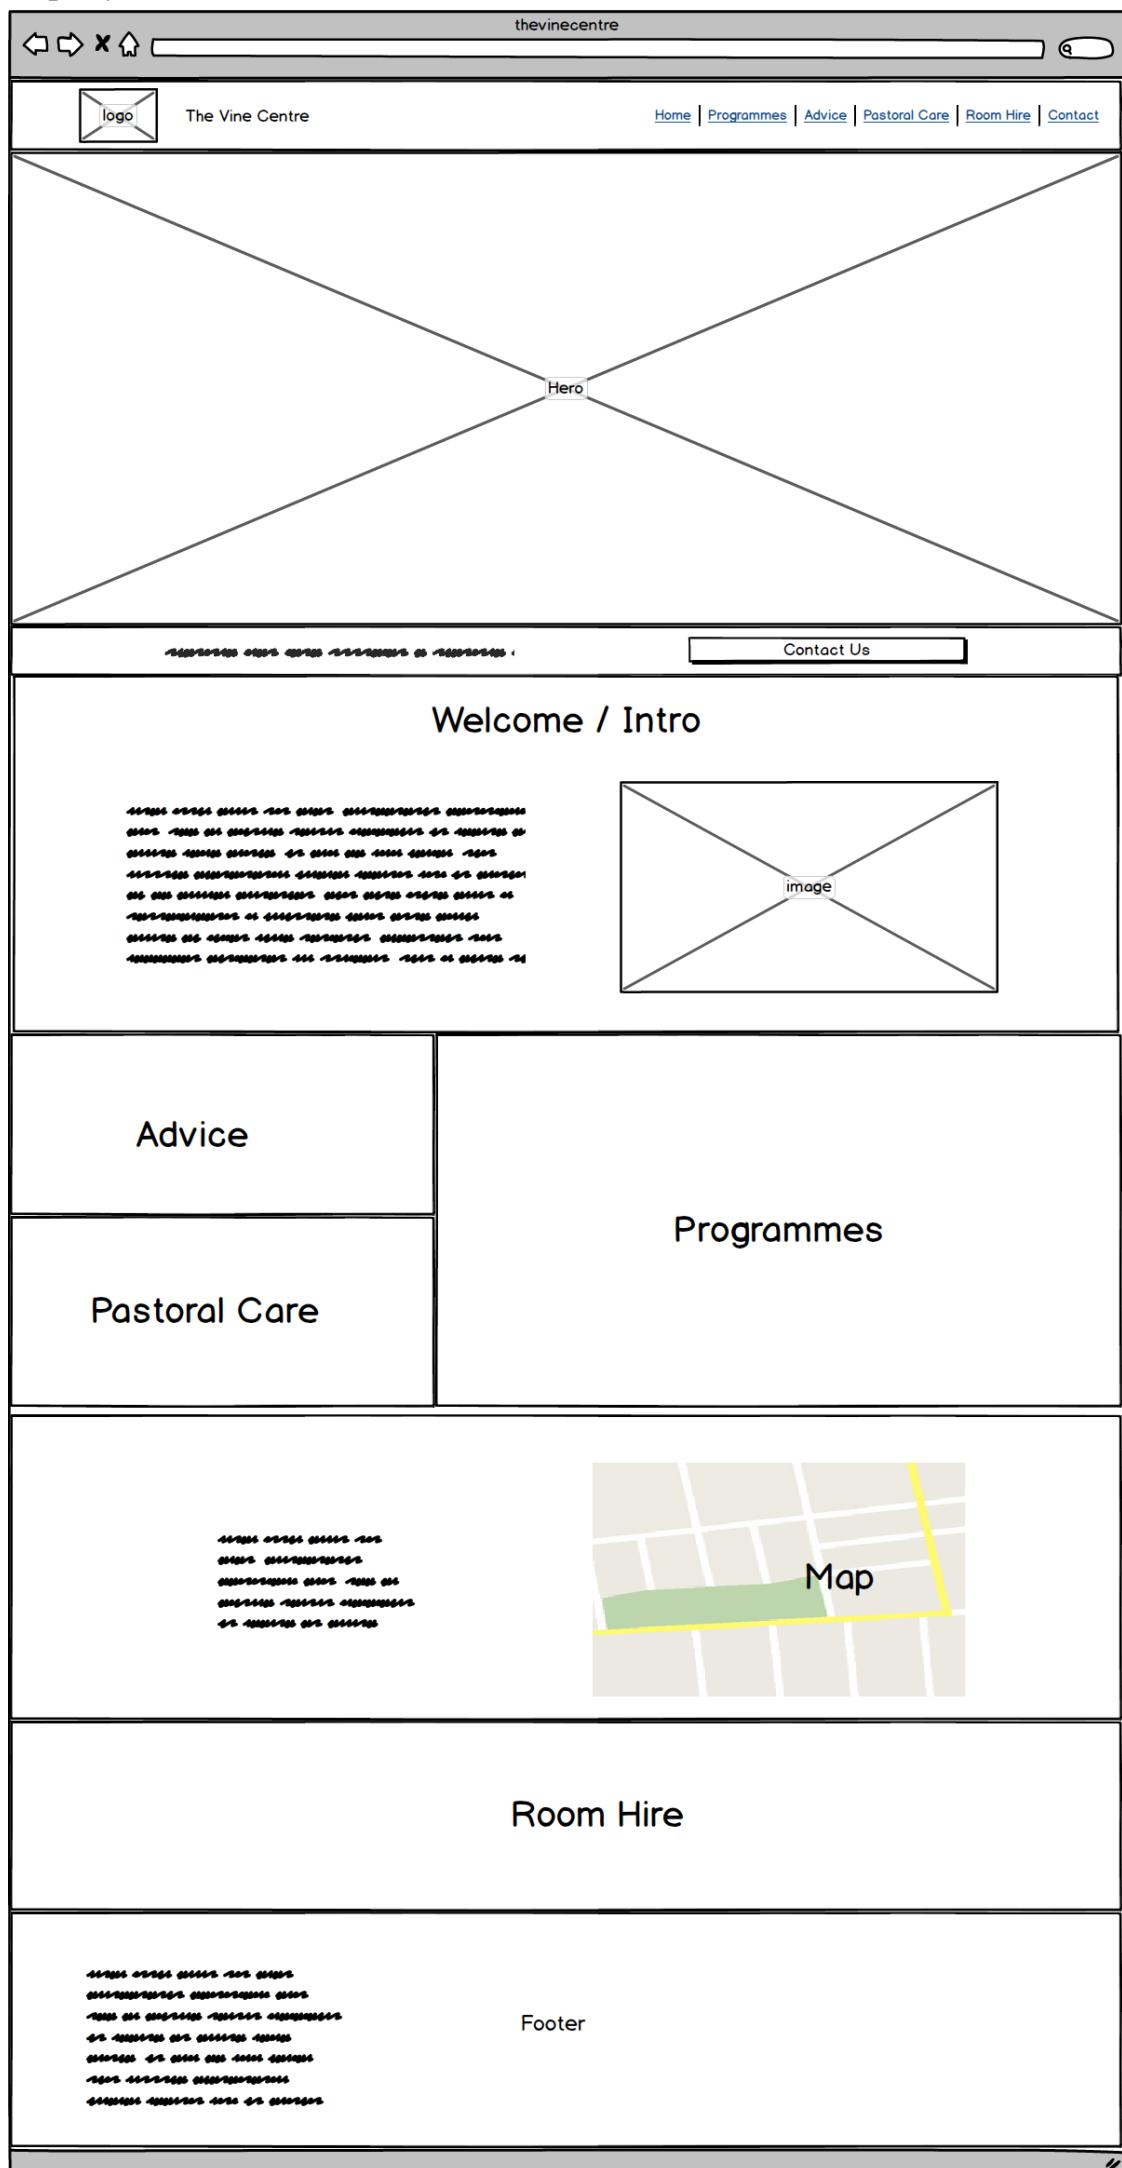 thevinecentre
logo
The Vine Centre
Home | Programmes | Advice | Pastoral Care | Room Hire | Contact
Hero
Contact Us
Welcome / Intro
image
Advice
Programmes
Pastoral Care
Map
Room Hire
Footer